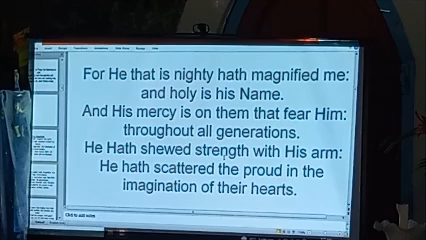 For He that is nighty hath magnified me:
and holy is his Name.
And His mercy is on them that fear Him:
throughout all generations.
He Hath shewed strength with His arm:
He hath scattered the proud in the
imagination of their hearts.
Click to add notes